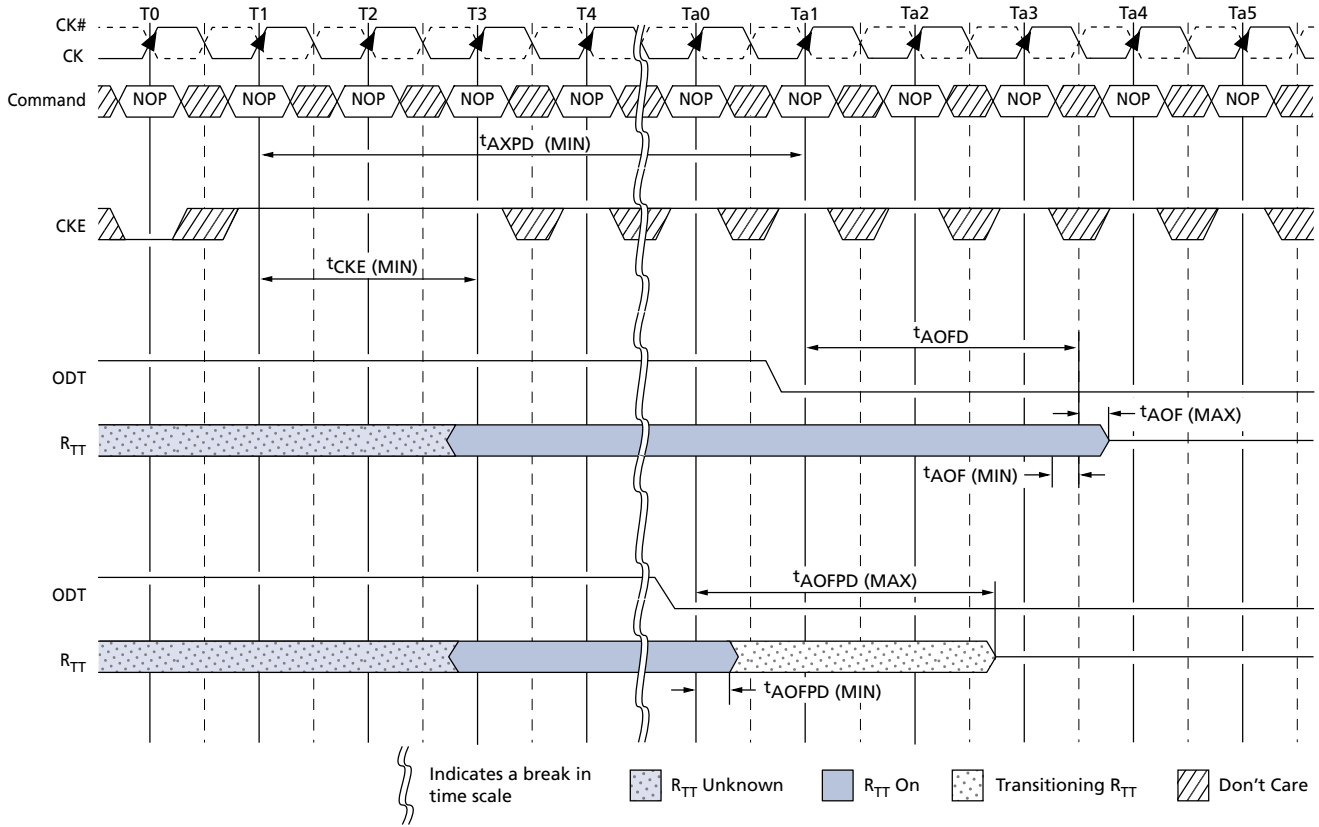 T0 T1 T2 T3 T4 Ta0 Ta1 Ta2 Ta3 Ta4 Ta5
CK#
CK
Command NOP NOP NOP NOP NOP NOP NOP NOP NOP NOP NOP
tAXPD (MIN)
CKE
tCKE (MIN)
tAOFD
ODT
tAOF (MAX)
RTT
tAOF (MIN)
tAOFPD (MAX)
ODT
RTT
tAOFPD (MIN)
Indicates a break in
time scale
RTT Unknown
RTT On
Transitioning RTT
Don't Care